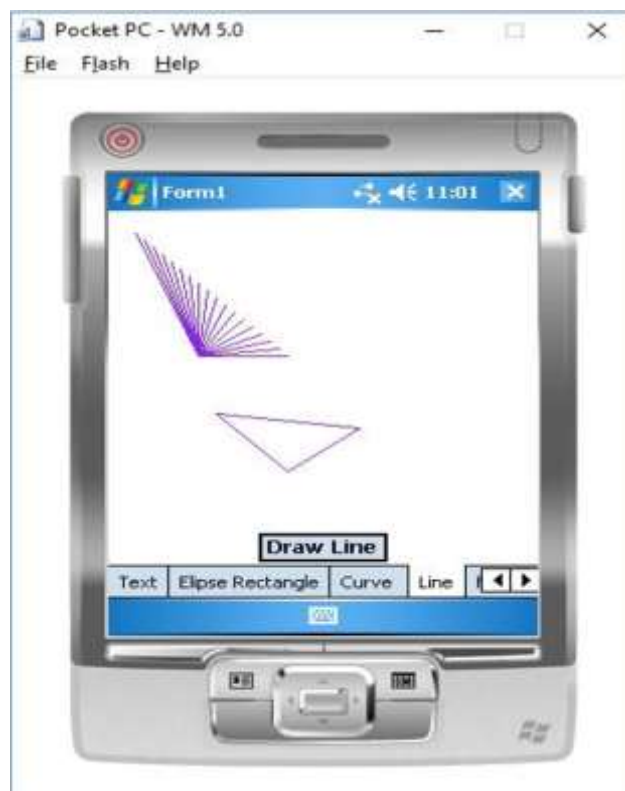 Pocket PC - WM 5.0
File Flash Help
Form1 11:01
Draw Line
Text Elipse Rectangle Curve Line